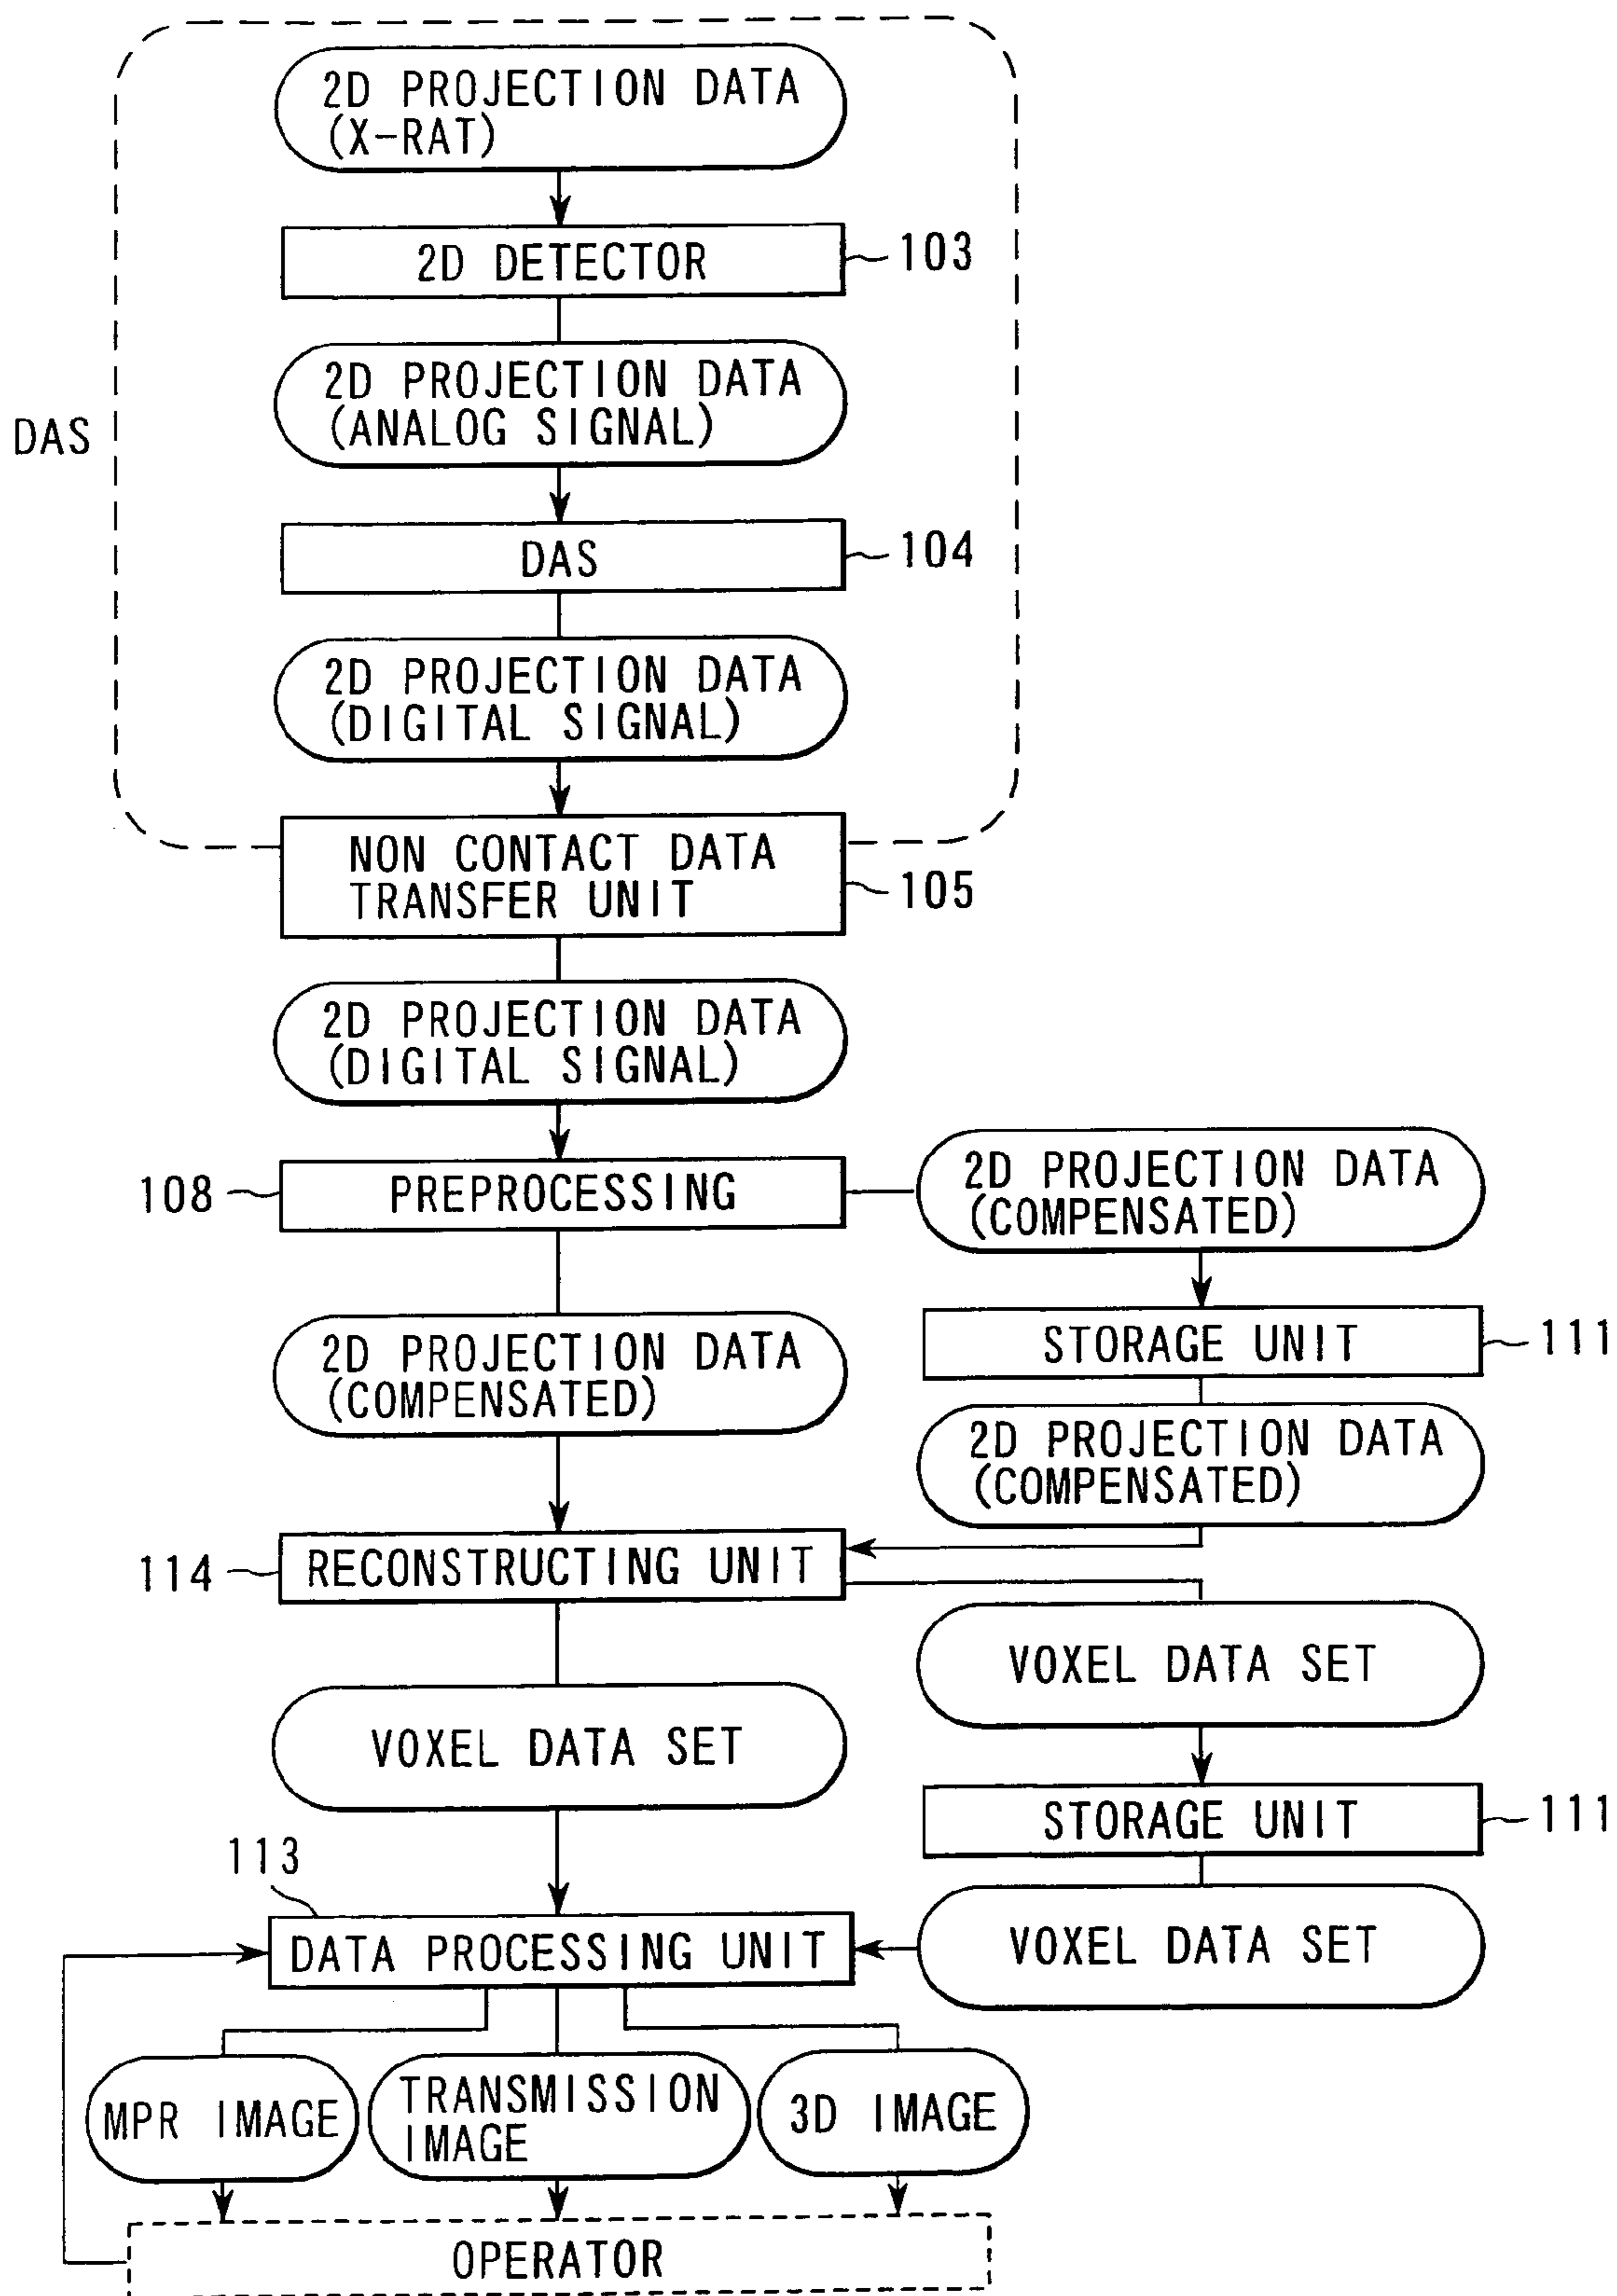 2D PROJECTION DATA
(X-RAT)
2D DETECTOR
103
2D PROJECTION DATA
(ANALOG SIGNAL)
DAS
DAS
104
2D PROJECTION DATA
(DIGITAL SIGNAL)
NON CONTACT DATA
TRANSFER UNIT
105
2D PROJECTION DATA
(DIGITAL SIGNAL)
108
PREPROCESSING
2D PROJECTION DATA
(COMPENSATED)
STORAGE UNIT
111
2D PROJECTION DATA
(COMPENSATED)
2D PROJECTION DATA
(COMPENSATED)
114
RECONSTRUCTING UNIT
VOXEL DATA SET
VOXEL DATA SET
STORAGE UNIT
111
113
DATA PROCESSING UNIT
VOXEL DATA SET
MPR IMAGE
TRANSMISSION
IMAGE
3D IMAGE
OPERATOR